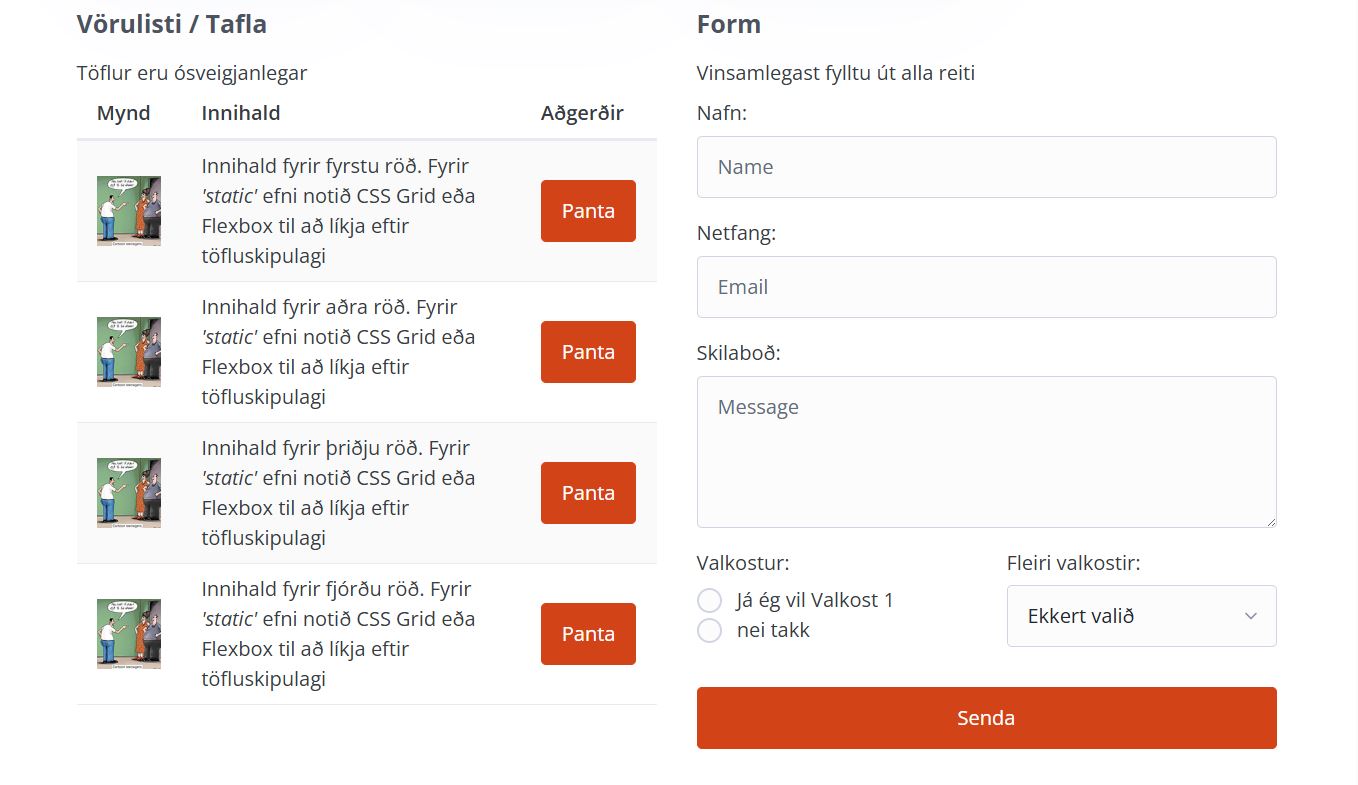 Vörulisti / Tafla
Töflur eru ósveigjanlegar
Mynd Innihald Aðgerðir
Innihald fyrir fyrstu röð. Fyrir
'static' efni notið CSS Grid eða
Flexbox til að líkja eftir
töfluskipulagi
Panta
Innihald fyrir aðra röð. Fyrir
'static' efni notið CSS Grid eða
Flexbox til að líkja eftir
töfluskipulagi
Panta
Innihald fyrir þriðju röð. Fyrir
'static' efni notið CSS Grid eða
Flexbox til að líkja eftir
töfluskipulagi
Panta
Innihald fyrir fjórðu röð. Fyrir
'static' efni notið CSS Grid eða
Flexbox til að líkja eftir
töfluskipulagi
Panta
Form
Vinsamlegast fylltu út alla reiti
Nafn:
Name
Netfang:
Email
Skilaboð:
Message
Valkostur:
Já ég vil Valkost 1
nei takk
Fleiri valkostir:
Ekkert valið
Senda